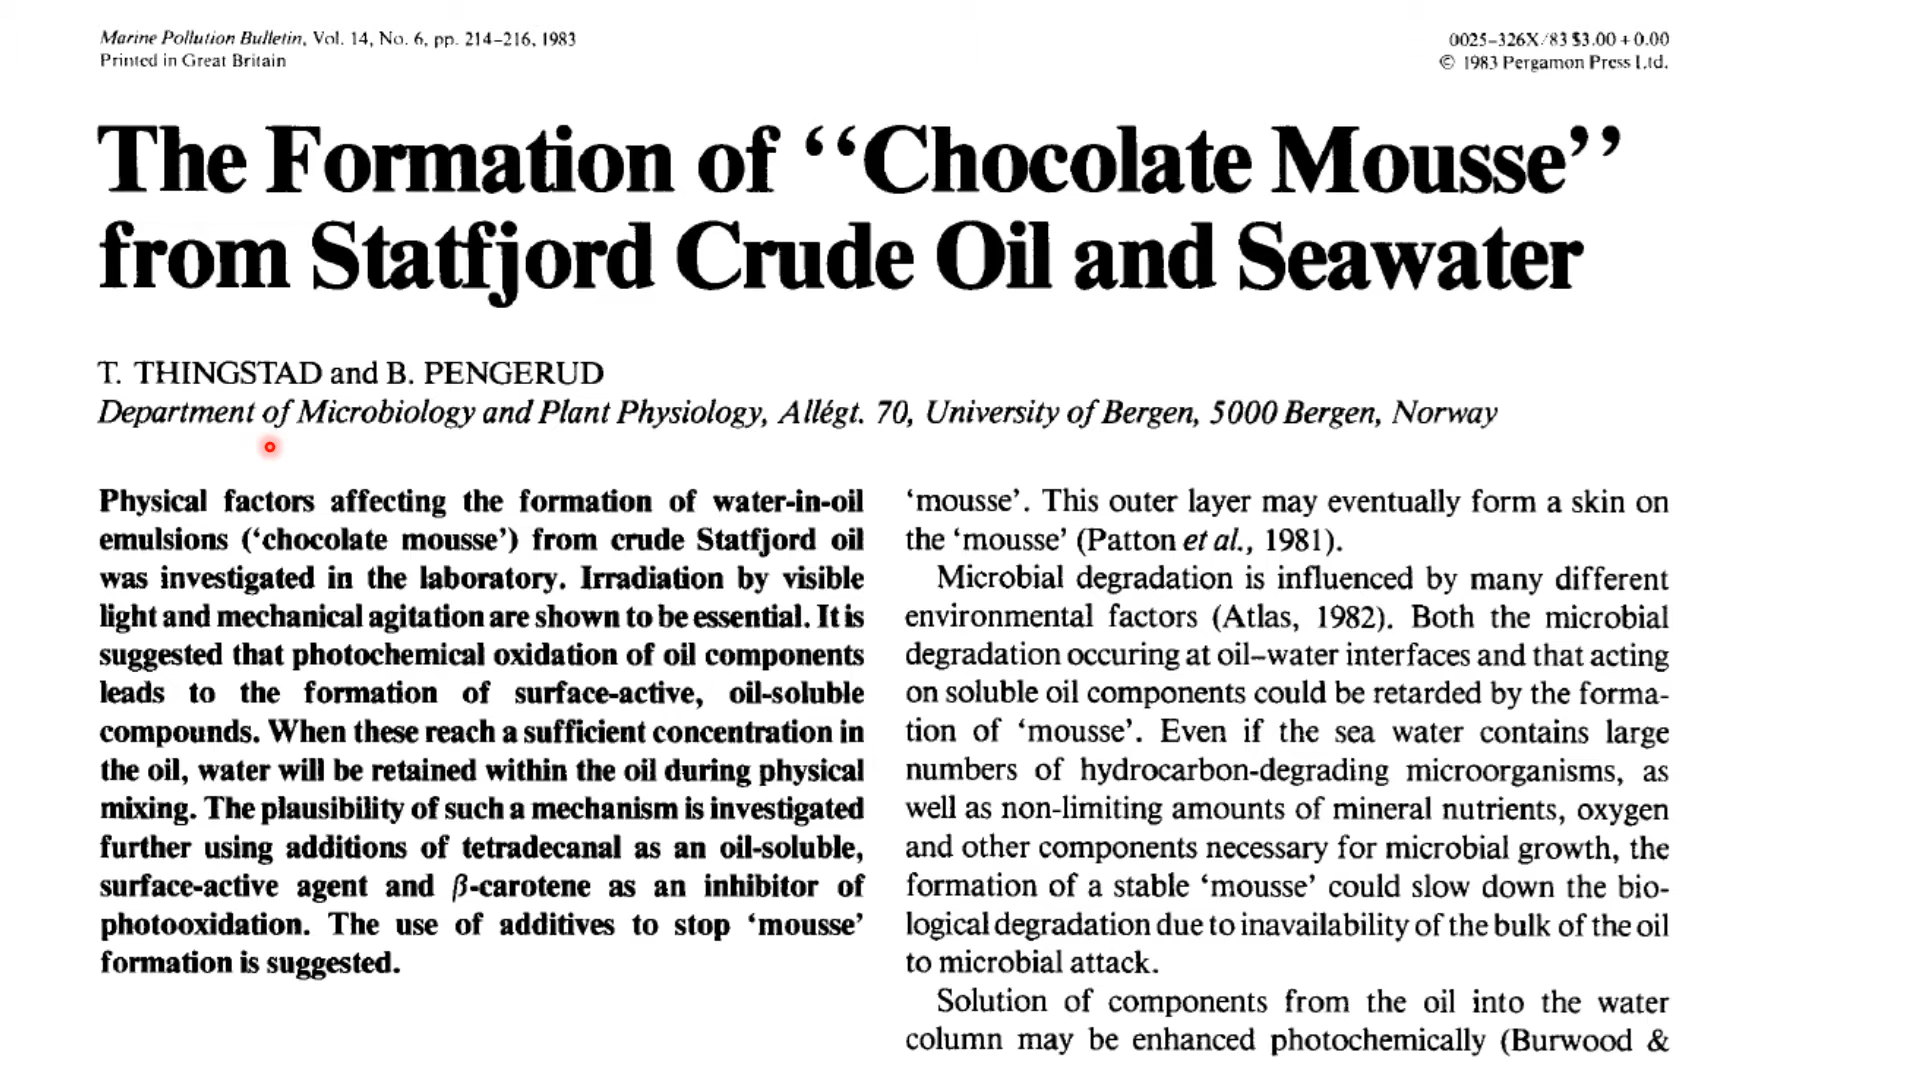 Marine Pollution Bulletin, Vol. 14, No. 6, pp. 214–216, 1983
Printed in Great Britain
0025–326X/83 $3.00 + 0.00
© 1983 Pergamon Press Ltd.
The Formation of ‘‘Chocolate Mousse’’
from Statfjord Crude Oil and Seawater
T. THINGSTAD and B. PENGERUD
Department of Microbiology and Plant Physiology, Allégt. 70, University of Bergen, 5000 Bergen, Norway
Physical factors affecting the formation of water-in-oil
emulsions (‘chocolate mousse’) from crude Statfjord oil
was investigated in the laboratory. Irradiation by visible
light and mechanical agitation are shown to be essential. It is
suggested that photochemical oxidation of oil components
leads to the formation of surface-active, oil-soluble
compounds. When these reach a sufficient concentration in
the oil, water will be retained within the oil during physical
mixing. The plausibility of such a mechanism is investigated
further using additions of tetradecanal as an oil-soluble,
surface-active agent and β-carotene as an inhibitor of
photooxidation. The use of additives to stop ‘mousse’
formation is suggested.
‘mousse’. This outer layer may eventually form a skin on
the ‘mousse’ (Patton et al., 1981).
Microbial degradation is influenced by many different
environmental factors (Atlas, 1982). Both the microbial
degradation occuring at oil–water interfaces and that acting
on soluble oil components could be retarded by the forma-
tion of ‘mousse’. Even if the sea water contains large
numbers of hydrocarbon-degrading microorganisms, as
well as non-limiting amounts of mineral nutrients, oxygen
and other components necessary for microbial growth, the
formation of a stable ‘mousse’ could slow down the bio-
logical degradation due to inavailability of the bulk of the oil
to microbial attack.
Solution of components from the oil into the water
column may be enhanced photochemically (Burwood &